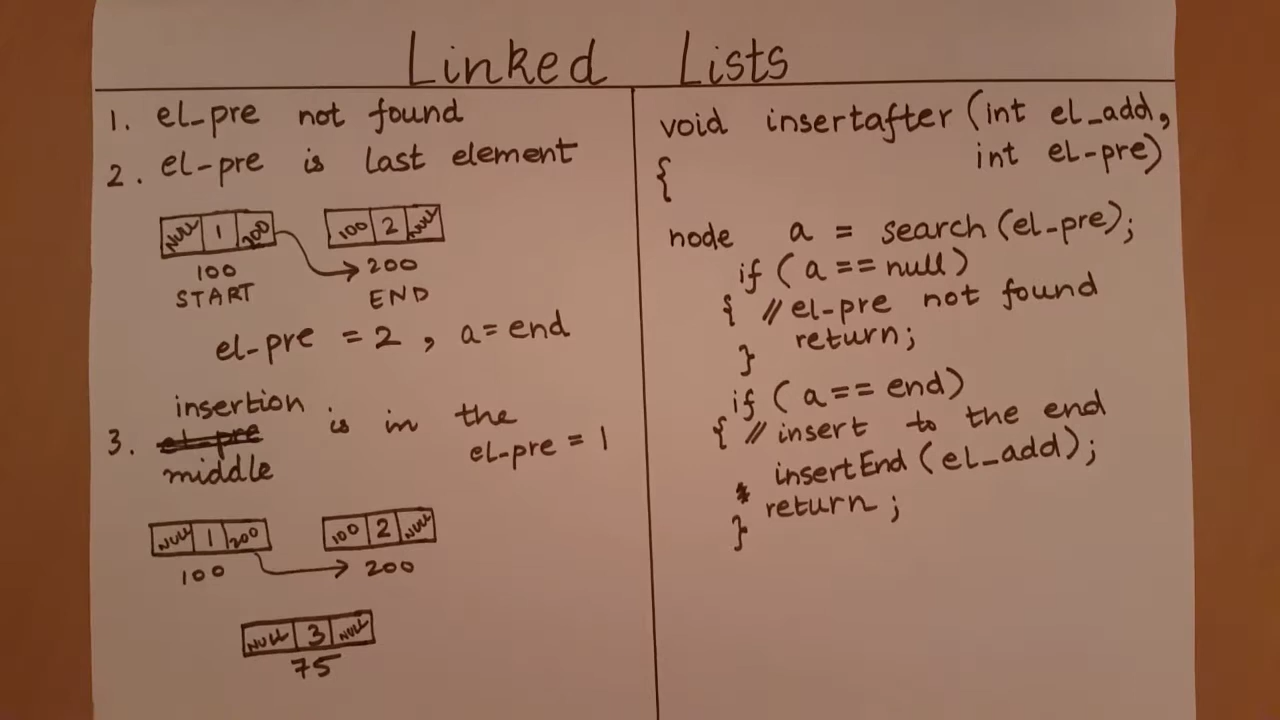 Linked Lists
1. el-pre not found
2. el-pre is last element
NULL 1 200
100 2 NULL
100
200
START
END
el-pre = 2, a = end
insertion
3. el-pre is in the
middle
el-pre = 1
NULL 1 200
100 2 NULL
100
200
NULL 3 NULL
75
void insertafter (int el_add,
int el-pre)
{
node a = search (el-pre);
if ( a == null )
{ // el-pre not found
return;
}
if ( a == end )
{ // insert to the end
insertEnd (el_add);
return ;
}